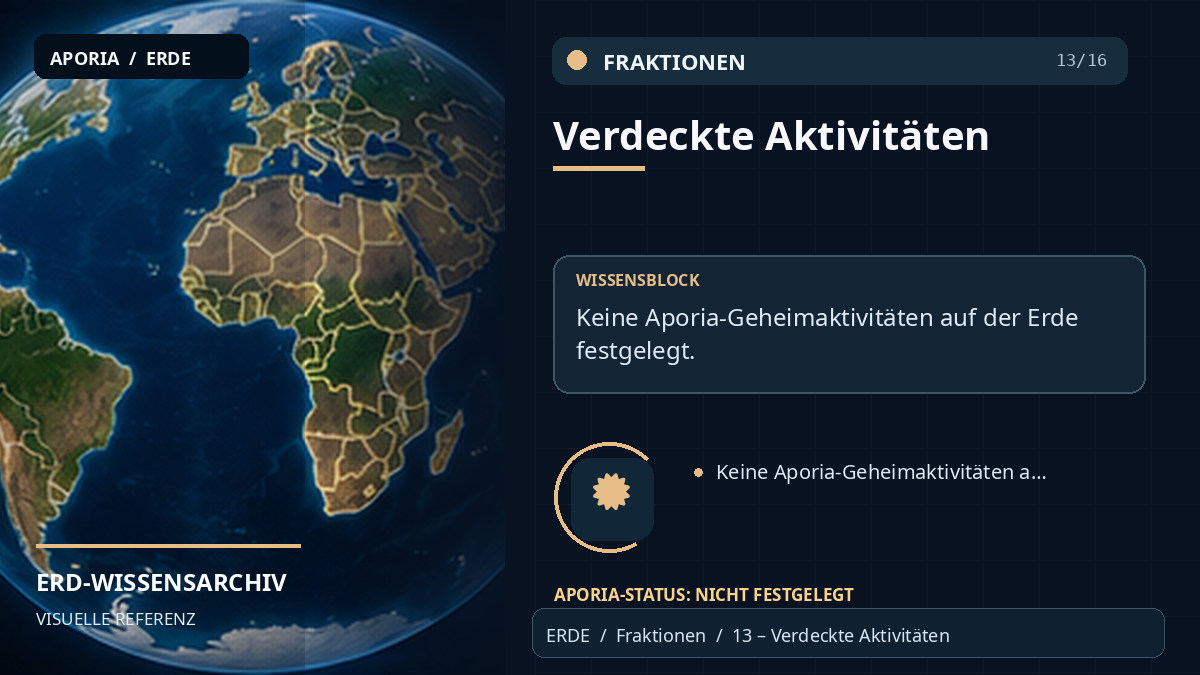 APORIA / ERDE
FRAKTIONEN
13/16
Verdeckte Aktivitäten
WISSENSBLOCK
Keine Aporia-Geheimaktivitäten auf der Erde
festgelegt.
Keine Aporia-Geheimaktivitäten a...
ERD-WISSENSARCHIV
VISUELLE REFERENZ
APORIA-STATUS: NICHT FESTGELEGT
ERDE / Fraktionen / 13 – Verdeckte Aktivitäten